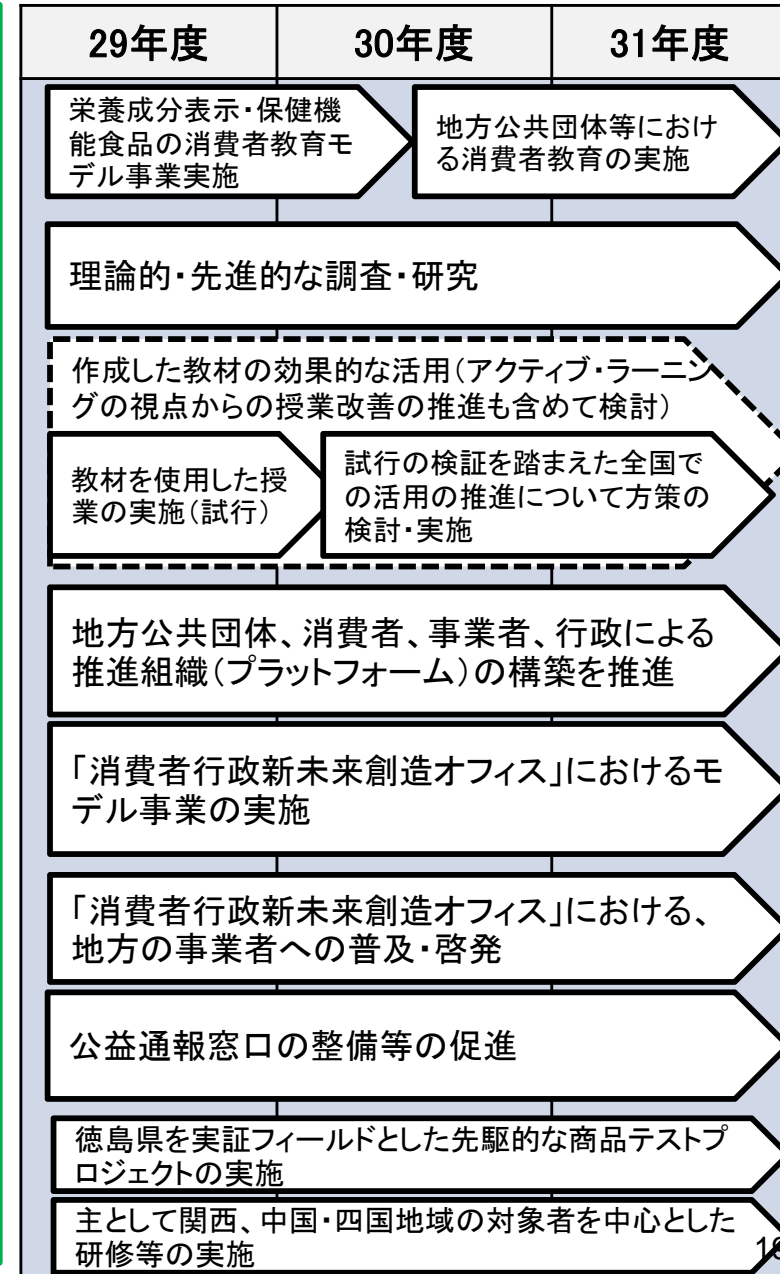 29年度 30年度 31年度
栄養成分表示・保健機
能食品の消費者教育モ
デル事業実施
地方公共団体等におけ
る消費者教育の実施
理論的・先進的な調査・研究
作成した教材の効果的な活用(アクティブ・ラーニン
グの視点からの授業改善の推進も含めて検討)
教材を使用した授
業の実施(試行)
試行の検証を踏まえた全国で
の活用の推進について方策の
検討・実施
地方公共団体、消費者、事業者、行政による
推進組織(プラットフォーム)の構築を推進
「消費者行政新未来創造オフィス」におけるモ
デル事業の実施
「消費者行政新未来創造オフィス」における、
地方の事業者への普及・啓発
公益通報窓口の整備等の促進
徳島県を実証フィールドとした先駆的な商品テストプ
ロジェクトの実施
主として関西、中国・四国地域の対象者を中心とした
研修等の実施